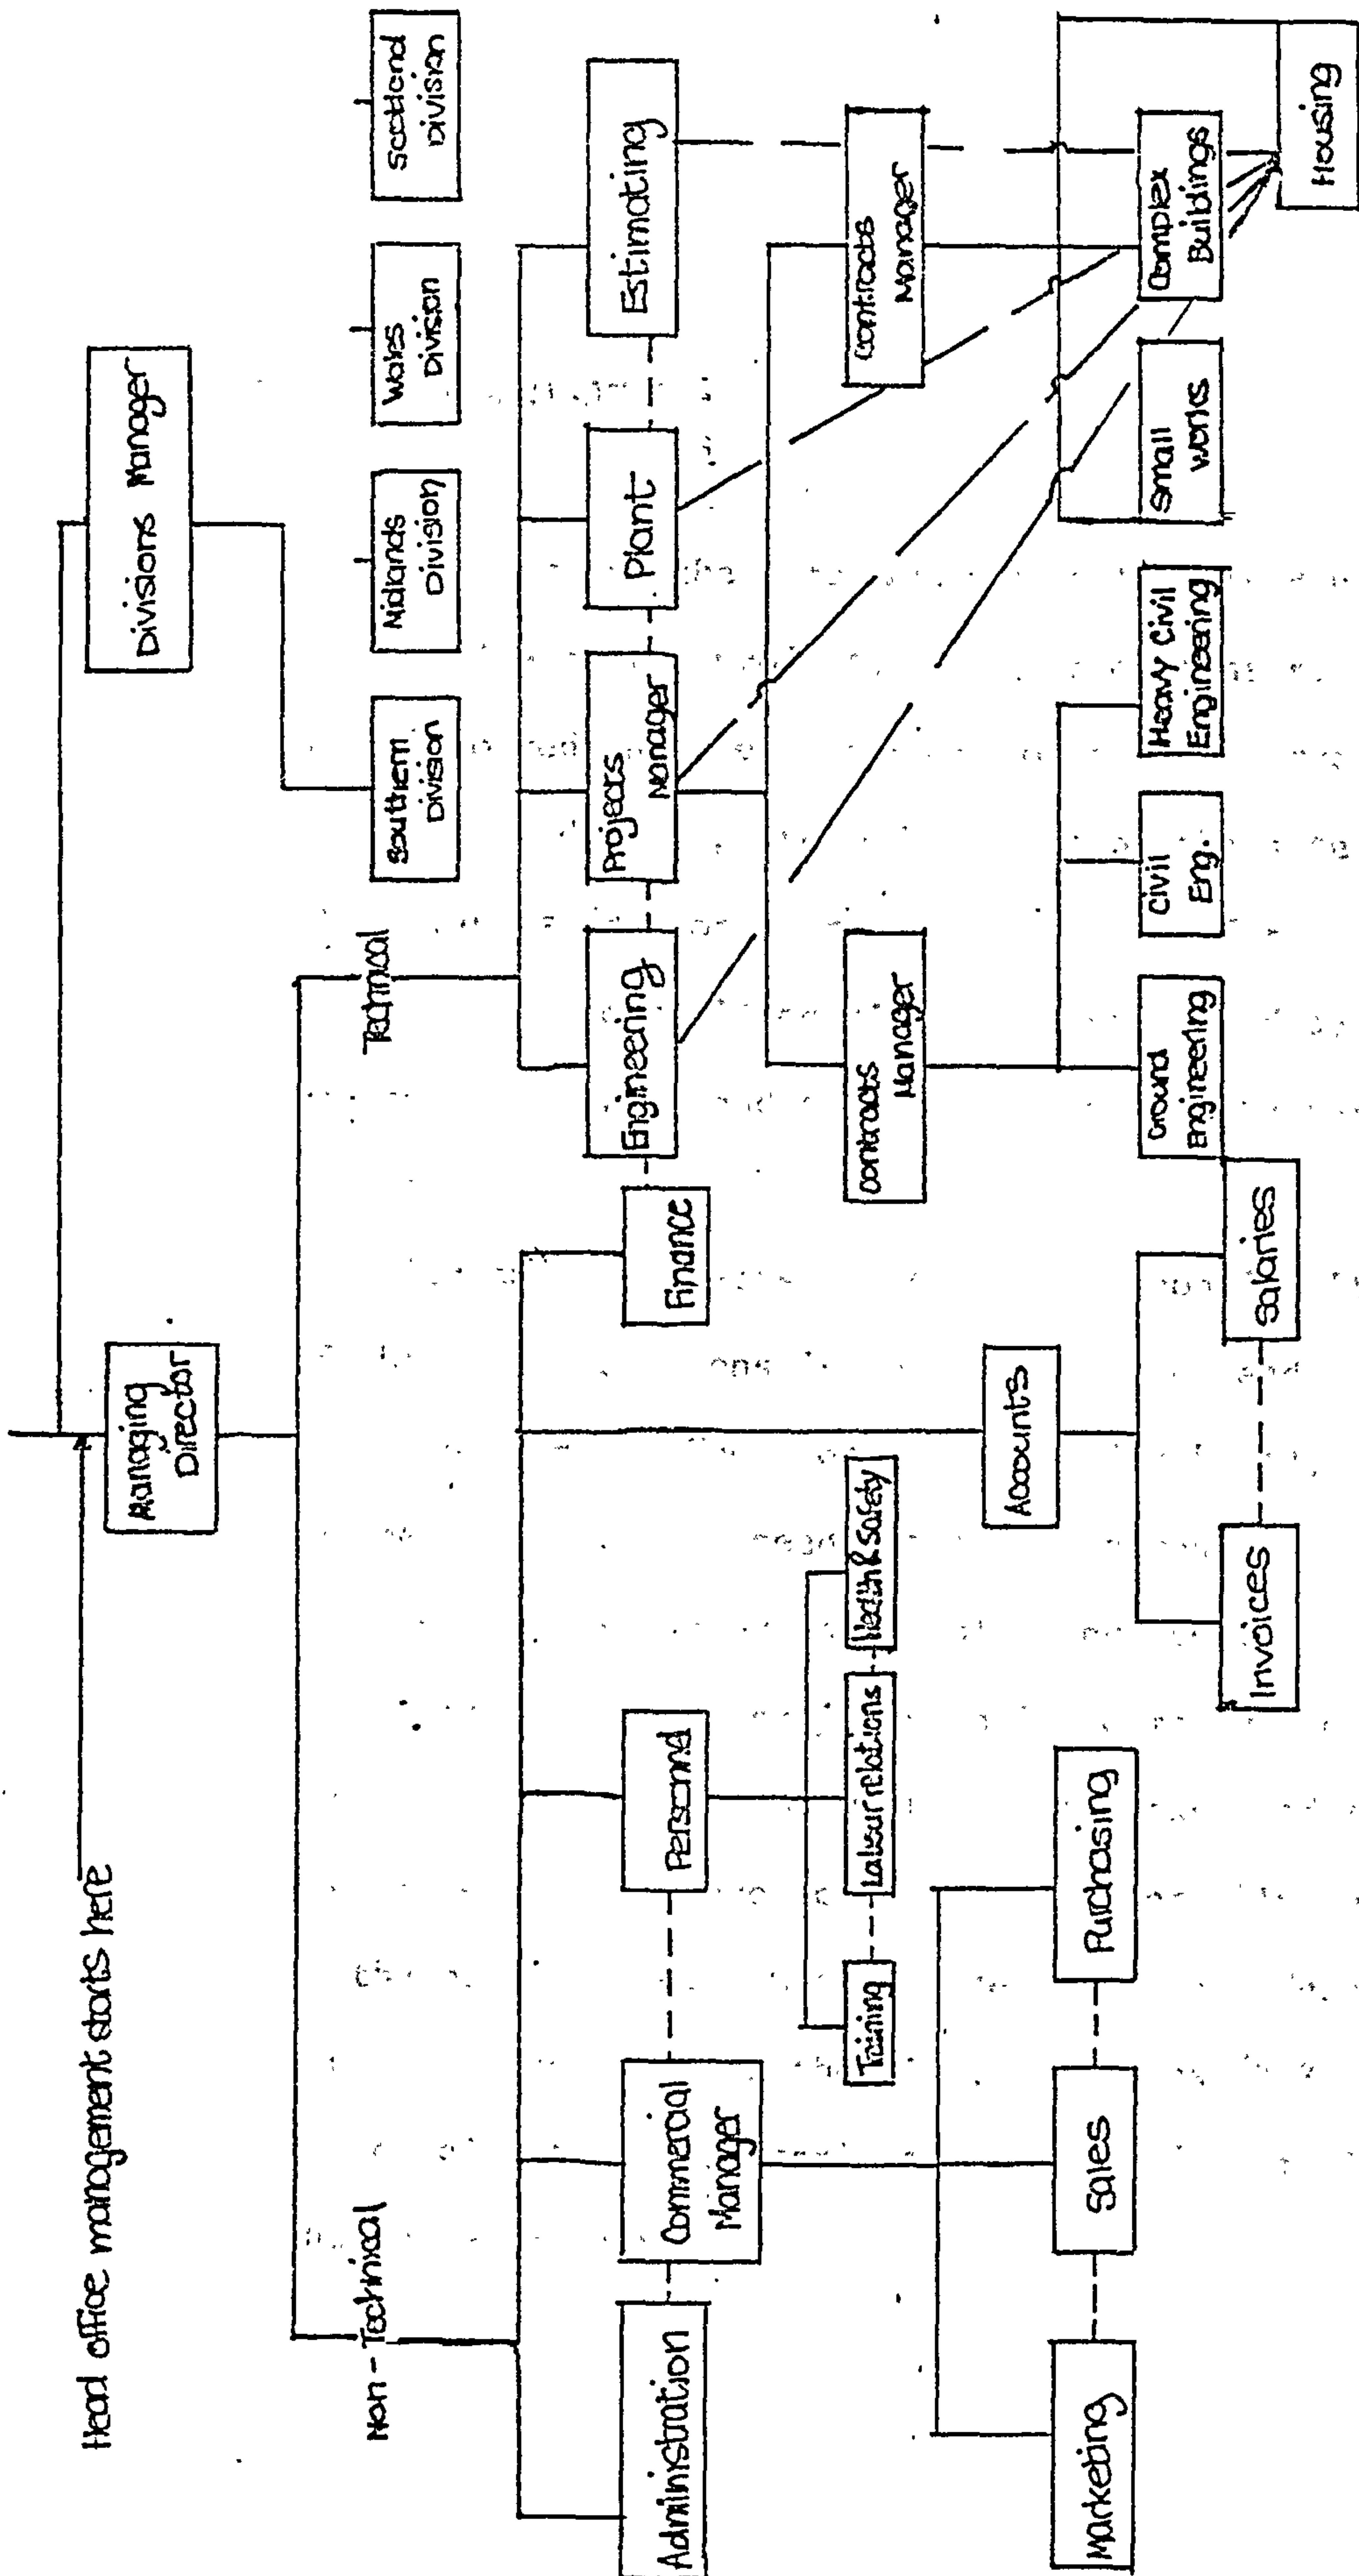 Head office management starts here
Managing
Director
Divisions Manager
Non - Technical
Technical
Southern
Division
Midlands
Division
Wales
Division
Scotland
Division
Administration
Commercial
Manager
Personnel
Finance
Engineering
Projects
Manager
Plant
Estimating
Training
Labour relations
Health & Safety
Contracts
Manager
Contracts
Manager
Accounts
Marketing
Sales
Purchasing
Invoices
Salaries
Ground
Engineering
Civil
Eng.
Heavy Civil
Engineering
Small
works
Complex
Buildings
Housing